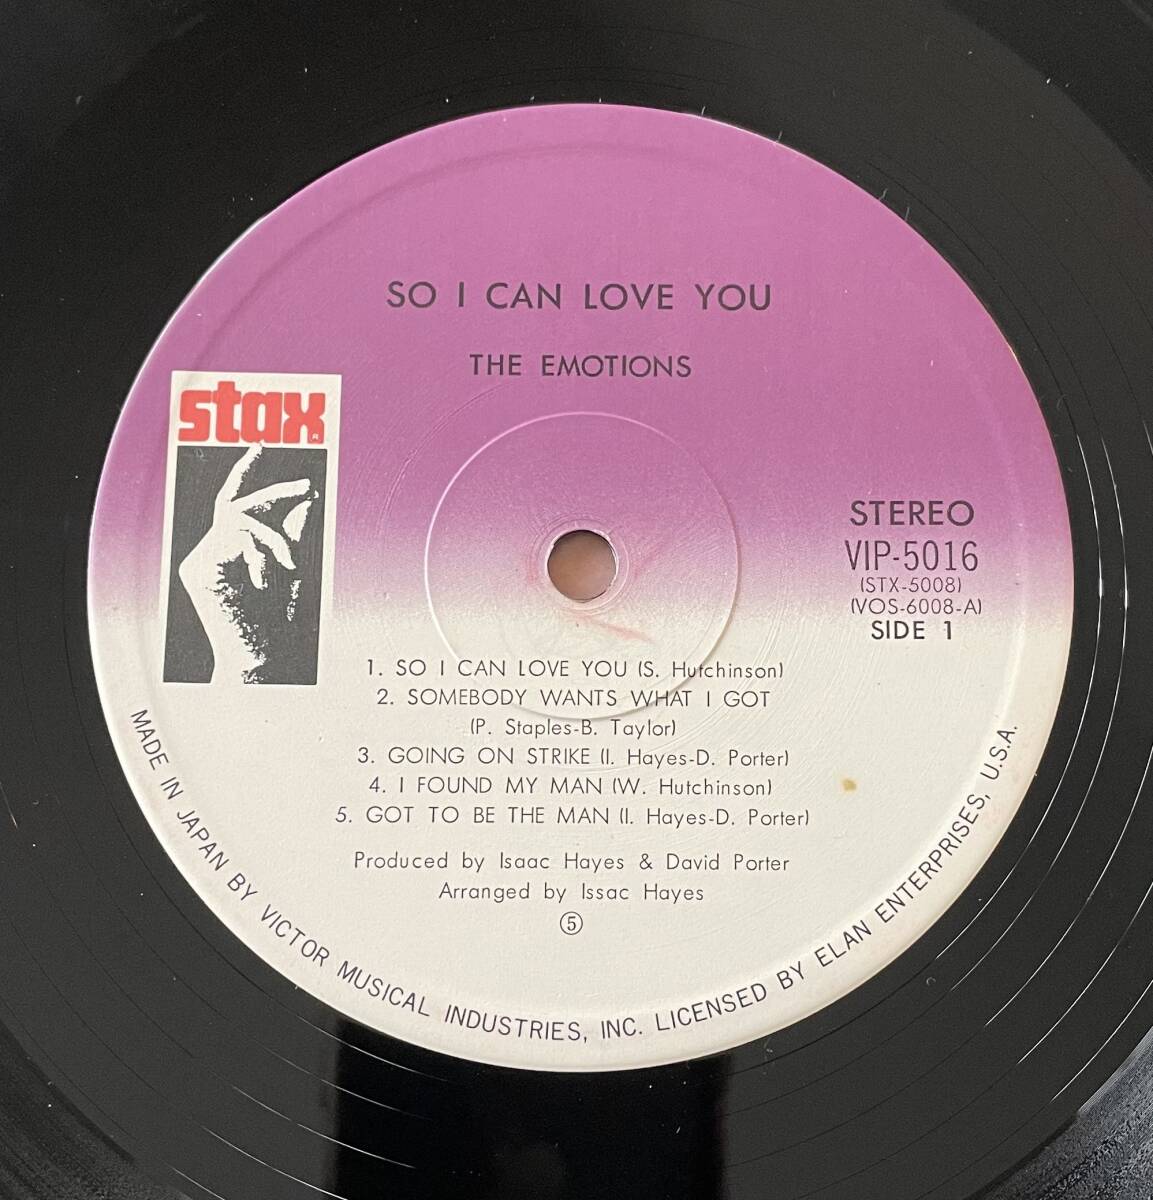 SO I CAN LOVE YOU
THE EMOTIONS
stax
STEREO
VIP-5016
(STX-5008)
(VOS-6008-A)
SIDE 1
1. SO I CAN LOVE YOU (S. Hutchinson)
2. SOMEBODY WANTS WHAT I GOT
(P. Staples-B. Taylor)
3. GOING ON STRIKE (I. Hayes-D. Porter)
4. I FOUND MY MAN (W. Hutchinson)
5. GOT TO BE THE MAN (I. Hayes-D. Porter)
Produced by Isaac Hayes & David Porter
Arranged by Issac Hayes
⑤
MADE IN JAPAN BY VICTOR MUSICAL INDUSTRIES, INC. LICENSED BY ELAN ENTERPRISES, U.S.A.